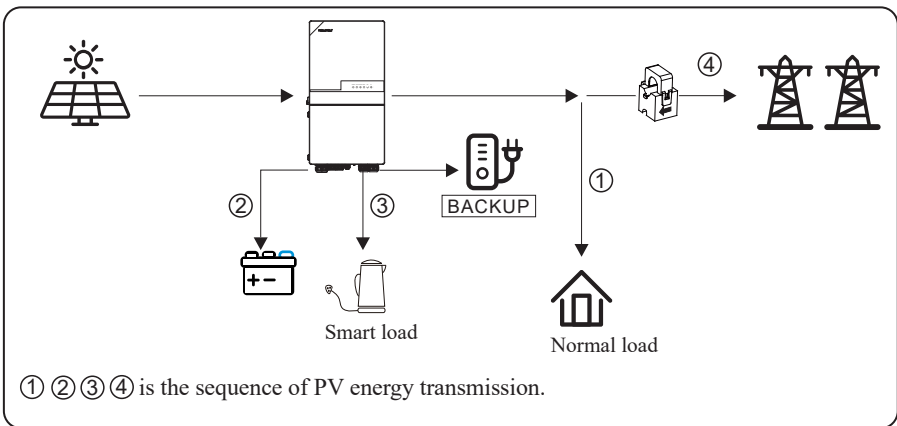 ④
①
②
③
BACKUP
+ −
Smart load
Normal load
① ② ③ ④ is the sequence of PV energy transmission.